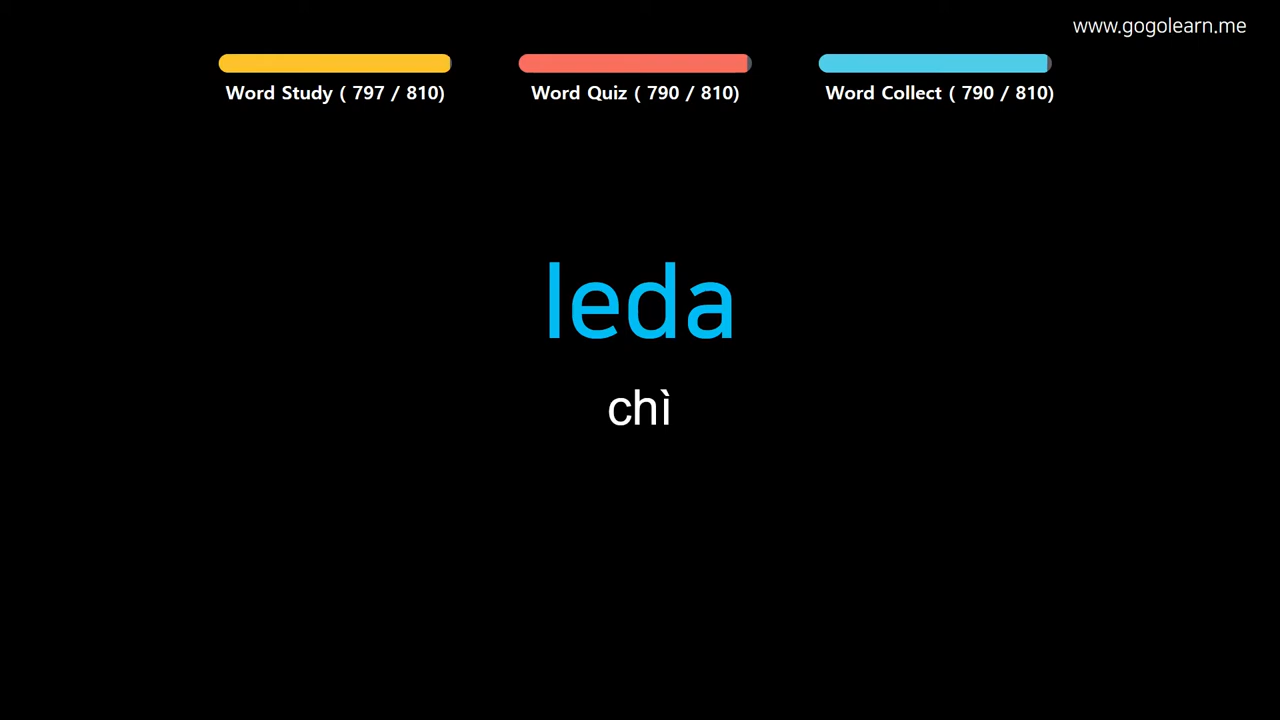 www.gogolearn.me
Word Study ( 797 / 810)
Word Quiz ( 790 / 810)
Word Collect ( 790 / 810)
leda
chì